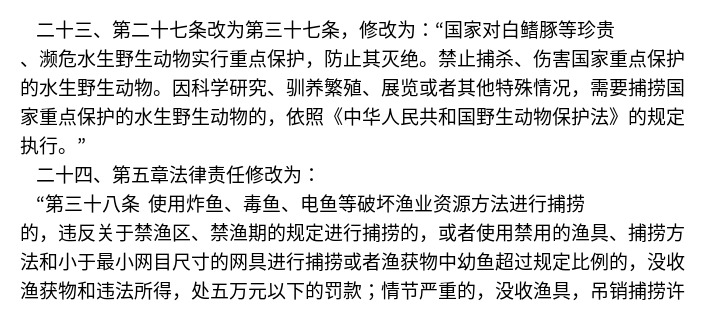 二十三、第二十七条改为第三十七条，修改为：“国家对白鳍豚等珍贵
、濒危水生野生动物实行重点保护，防止其灭绝。禁止捕杀、伤害国家重点保护
的水生野生动物。因科学研究、驯养繁殖、展览或者其他特殊情况，需要捕捞国
家重点保护的水生野生动物的，依照《中华人民共和国野生动物保护法》的规定
执行。”
二十四、第五章法律责任修改为：
“第三十八条 使用炸鱼、毒鱼、电鱼等破坏渔业资源方法进行捕捞
的，违反关于禁渔区、禁渔期的规定进行捕捞的，或者使用禁用的渔具、捕捞方
法和小于最小网目尺寸的网具进行捕捞或者渔获物中幼鱼超过规定比例的，没收
渔获物和违法所得，处五万元以下的罚款；情节严重的，没收渔具，吊销捕捞许